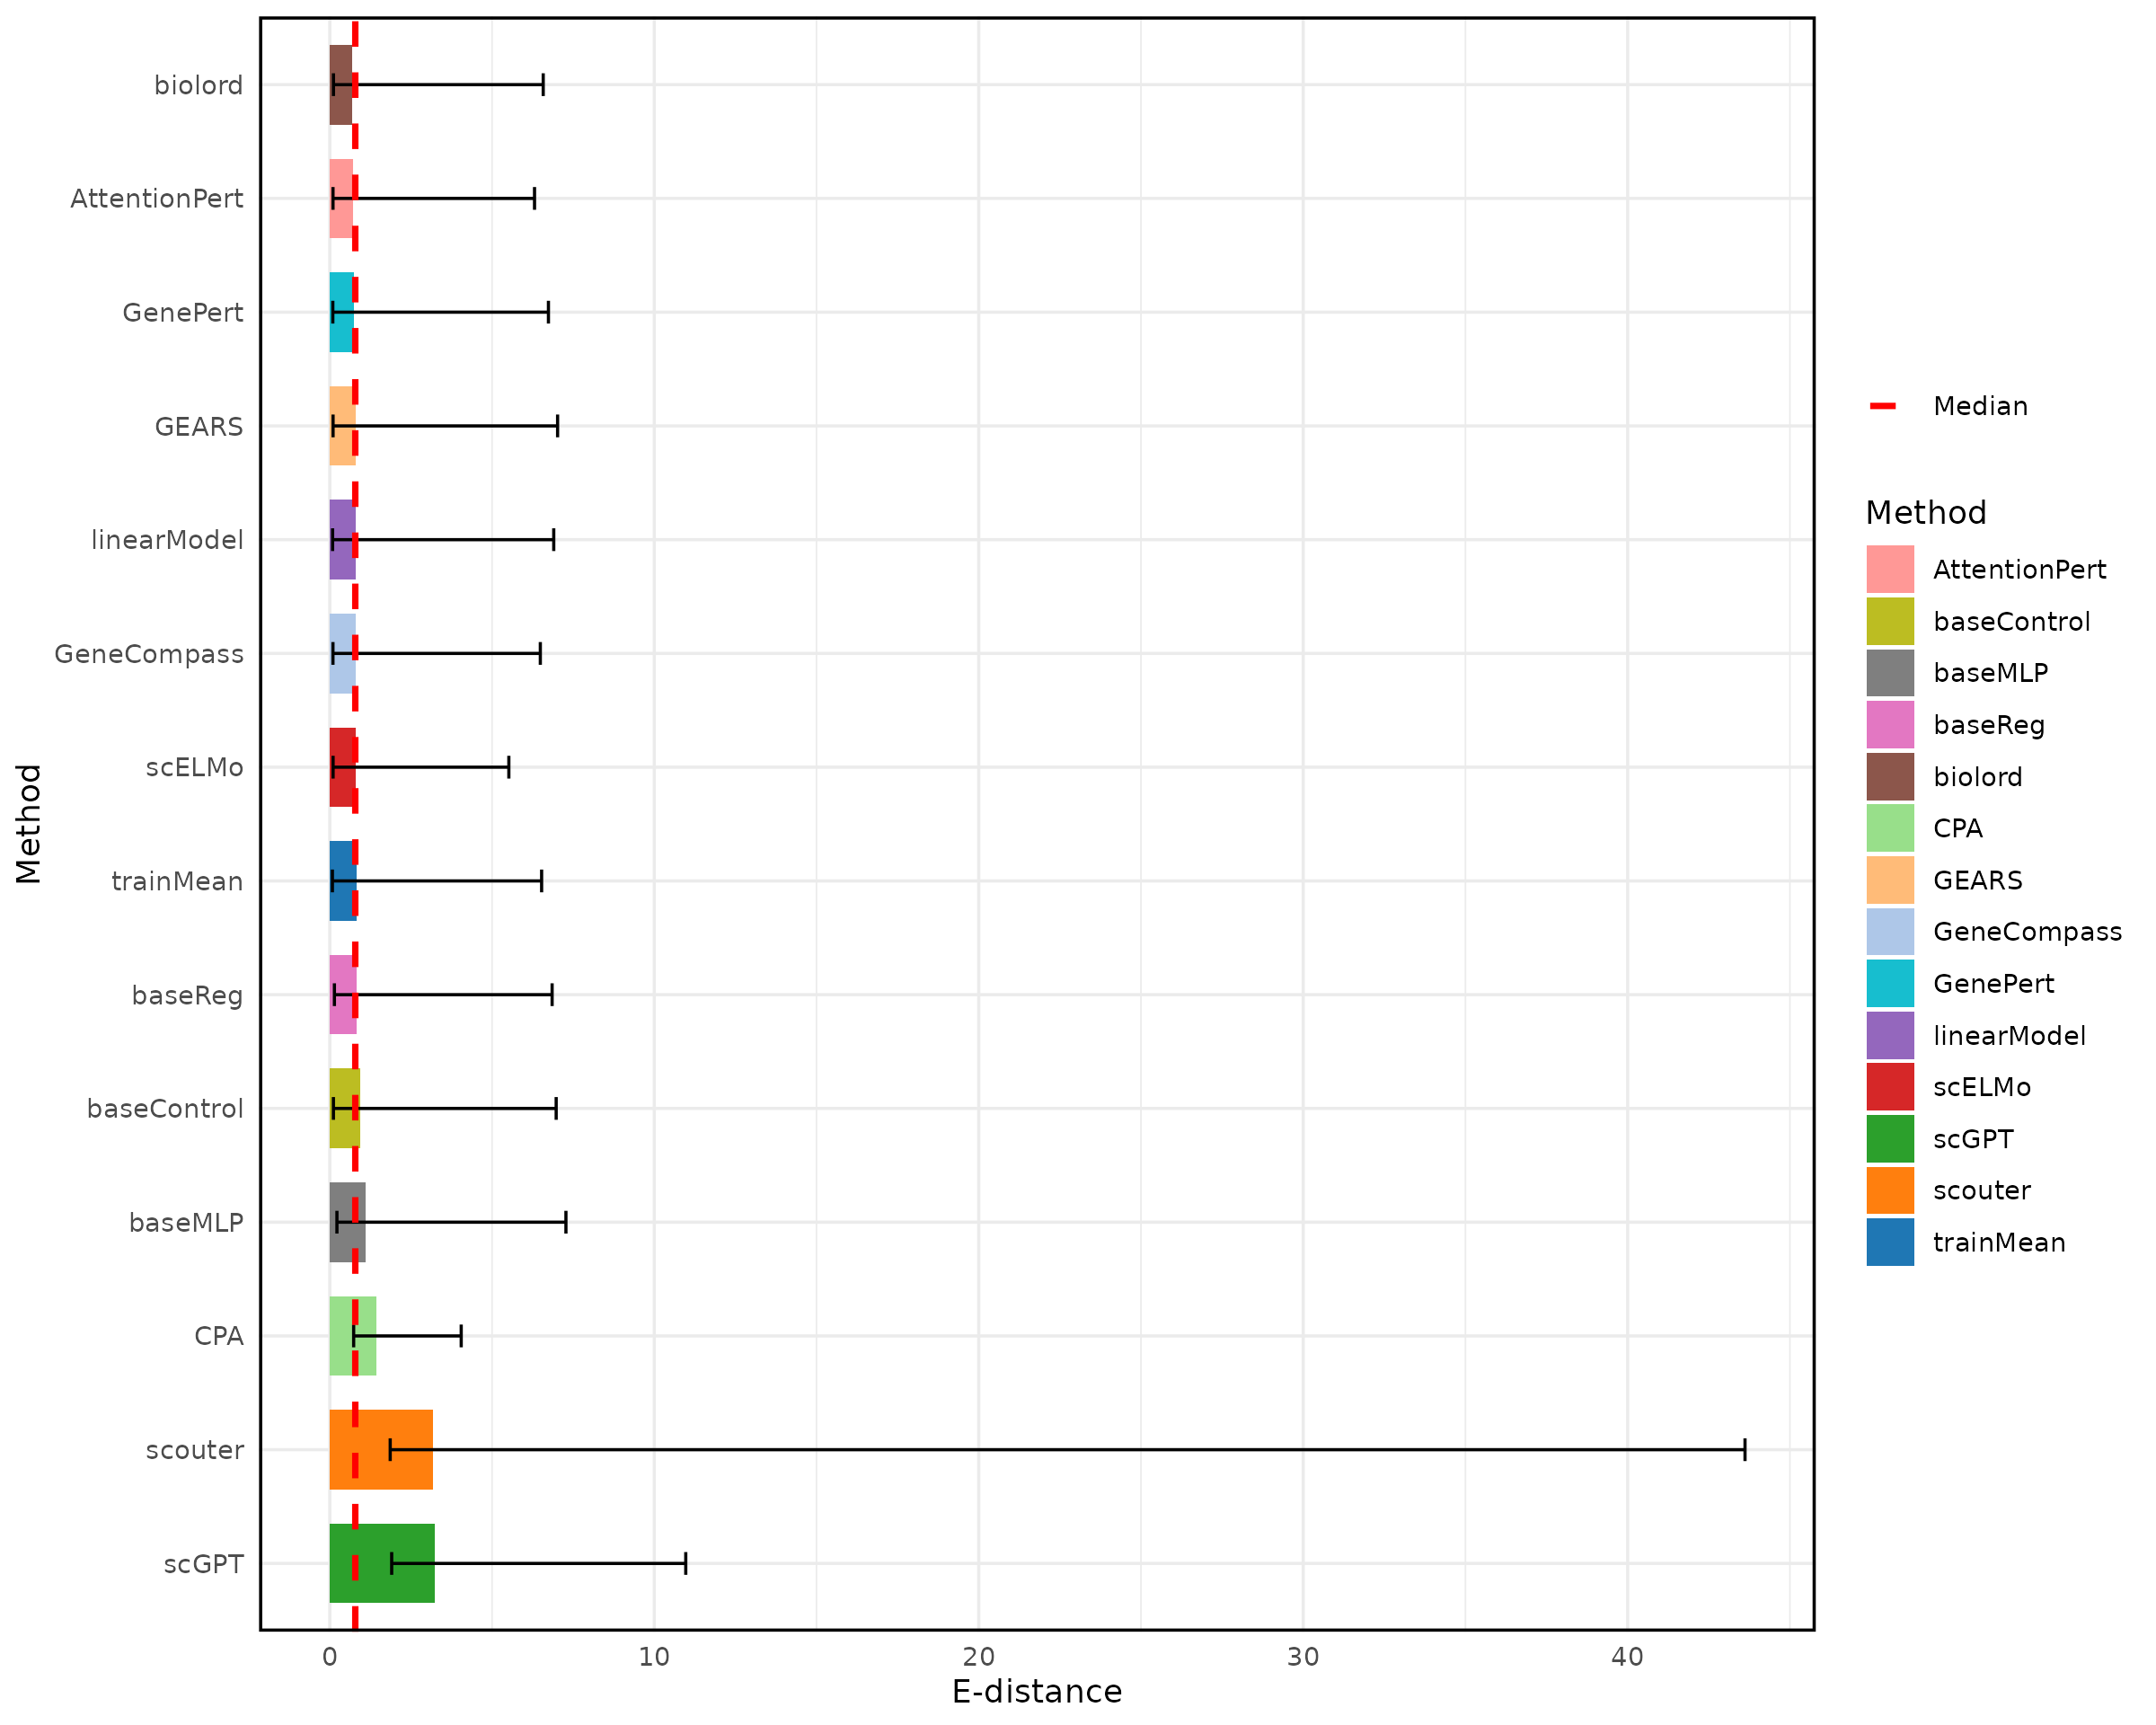 Method
biolord
AttentionPert
GenePert
GEARS
linearModel
GeneCompass
scELMo
trainMean
baseReg
baseControl
baseMLP
CPA
scouter
scGPT
0 10 20 30 40
E-distance
Median
Method
AttentionPert
baseControl
baseMLP
baseReg
biolord
CPA
GEARS
GeneCompass
GenePert
linearModel
scELMo
scGPT
scouter
trainMean